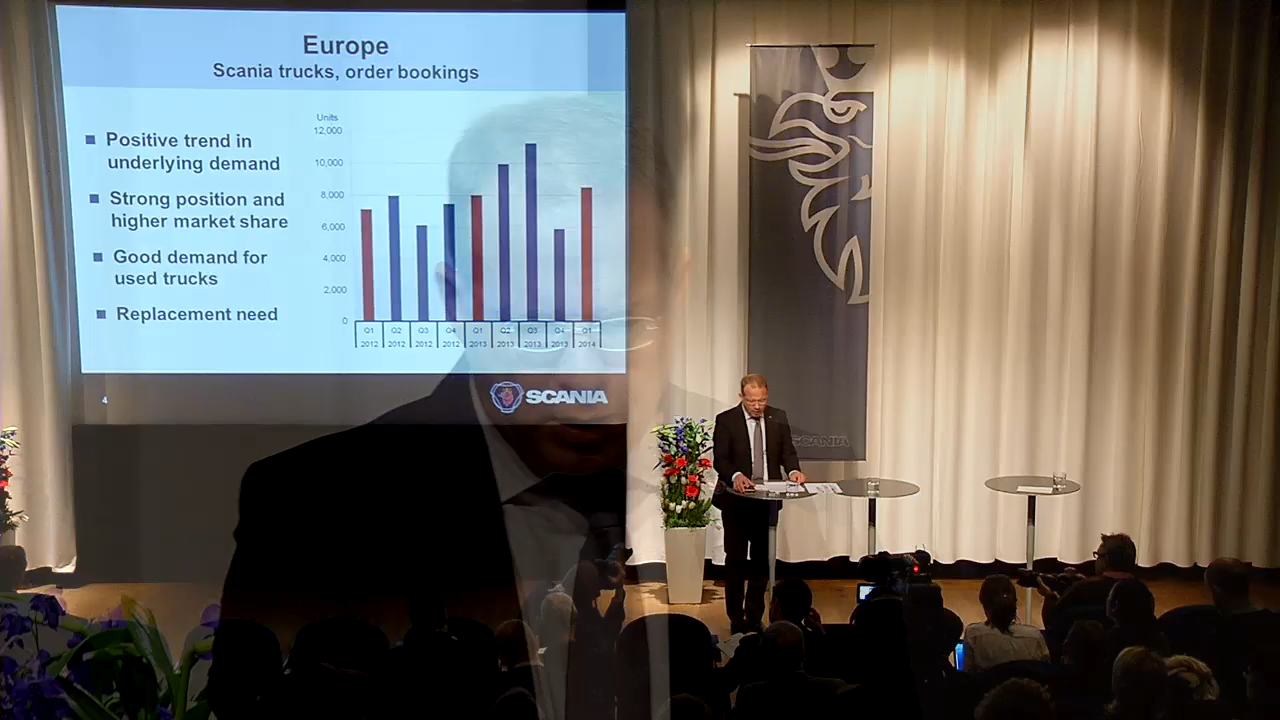 Europe
Scania trucks, order bookings
Positive trend in
underlying demand
Strong position and
higher market share
Good demand for
used trucks
Replacement need
Units
12,000
10,000
8,000
6,000
4,000
2,000
0
Q1 Q2 Q3 Q4 Q1 Q2 Q3 Q4 Q1
2012 2012 2012 2012 2013 2013 2013 2013 2014
4
SCANIA
SCANIA